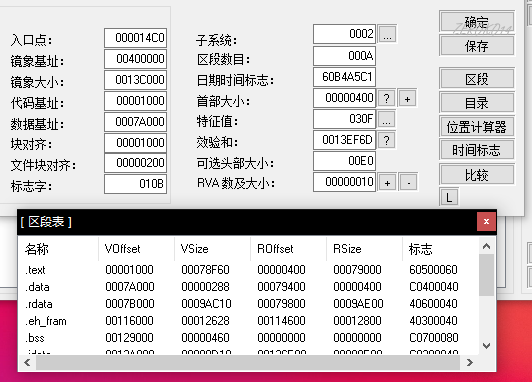 入口点: 000014C0 子系统: 0002 ... 确定
镜象基址: 00400000 区段数目: 000A 保存
镜象大小: 0013C000 日期时间标志: 60B4A5C1
代码基址: 00001000 首部大小: 00000400 ? + 区段
数据基址: 0007A000 特征值: 030F ... 目录
块对齐: 00001000 效验和: 0013EF6D ? 位置计算器
文件块对齐: 00000200 可选头部大小: 00E0 时间标志
标志字: 010B RVA 数及大小: 00000010 + - 比较
L
[ 区段表 ] x
名称 VOffset VSize ROffset RSize 标志
.text 00001000 00078F60 00000400 00079000 60500060
.data 0007A000 00000288 00079400 00000400 C0400040
.rdata 0007B000 0009AC10 00079800 0009AE00 40600040
.eh_fram 00116000 00012628 00114600 00012800 40300040
.bss 00129000 00000460 00000000 00000000 C0700080